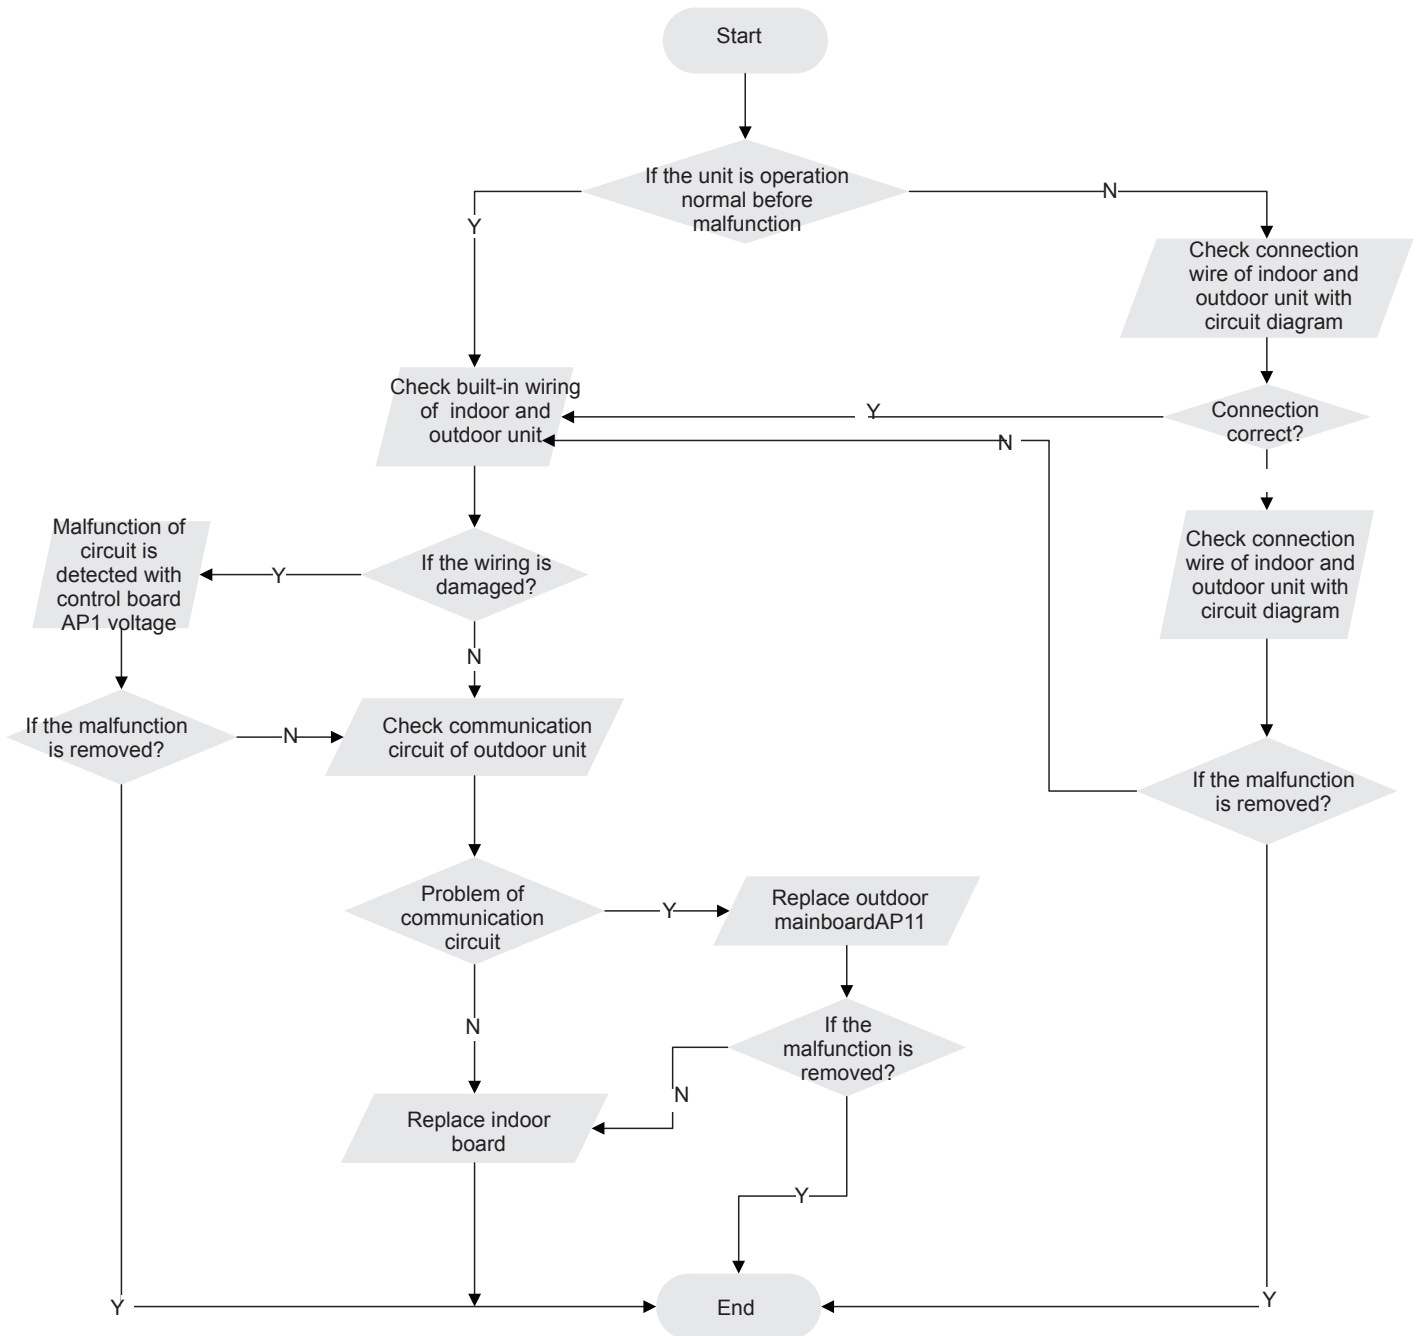 Start
If the unit is operation
normal before
malfunction
Y
N
Check connection
wire of indoor and
outdoor unit with
circuit diagram
Check built-in wiring
of indoor and
outdoor unit
Y
Connection
correct?
N
Malfunction of
circuit is
detected with
control board
AP1 voltage
Y
If the wiring is
damaged?
Check connection
wire of indoor and
outdoor unit with
circuit diagram
N
If the malfunction
is removed?
N
Check communication
circuit of outdoor unit
If the malfunction
is removed?
Problem of
communication
circuit
Y
Replace outdoor
mainboardAP11
N
If the
malfunction is
removed?
N
Replace indoor
board
Y
Y
End
Y